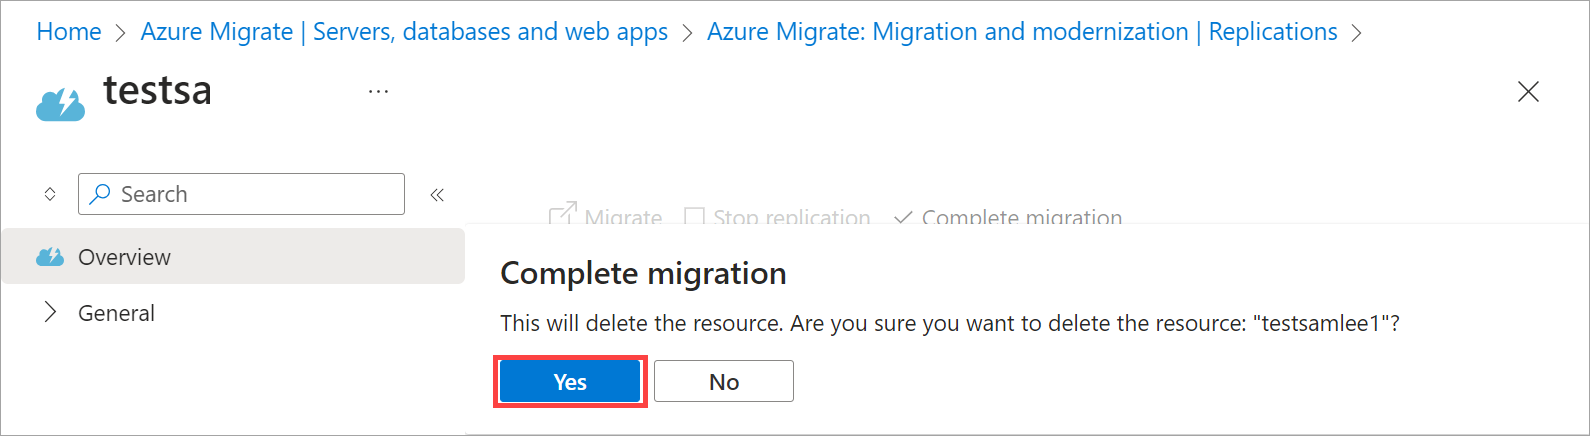 Home > Azure Migrate | Servers, databases and web apps > Azure Migrate: Migration and modernization | Replications >
testsa ...
Search
Migrate Stop replication Complete migration
Overview
General
Complete migration
This will delete the resource. Are you sure you want to delete the resource: "testsamlee1"?
Yes No